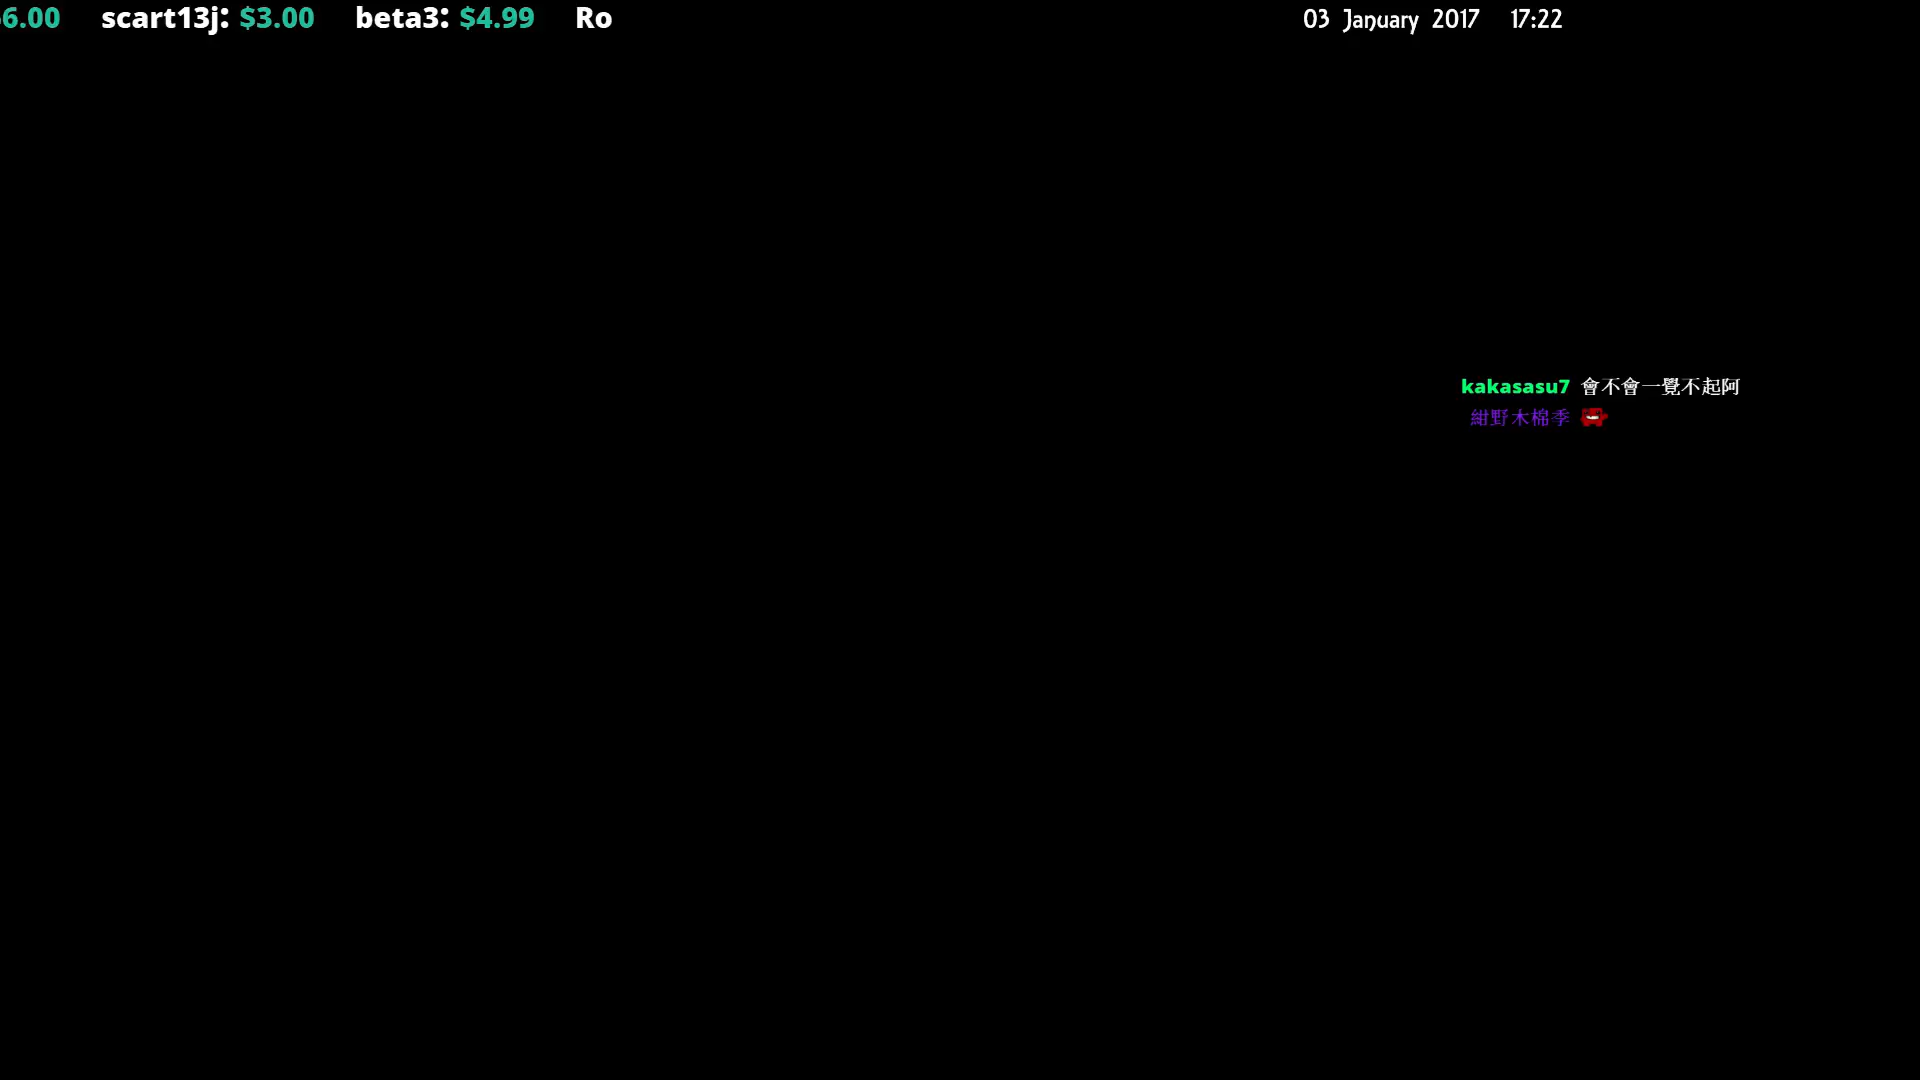 6.00 scart13j: $3.00 beta3: $4.99 Ro
03 January 2017 17:22
kakasasu7 會不會一覺不起阿
紺野木棉季